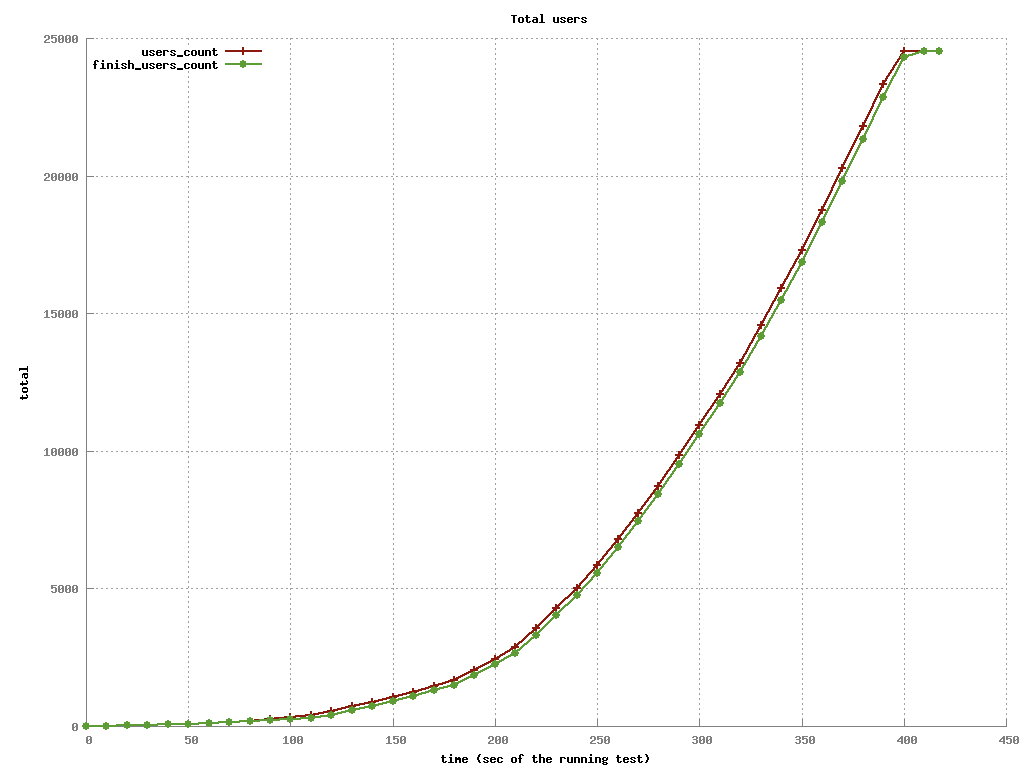 Total users
users_count
finish_users_count
25000
20000
15000
10000
5000
0
total
0 50 100 150 200 250 300 350 400 450
time (sec of the running test)